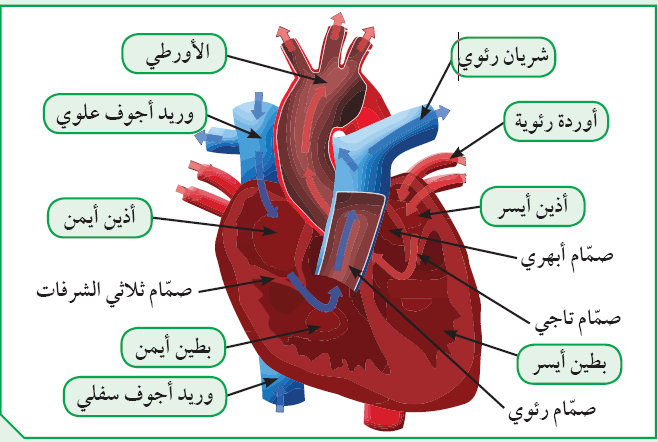 شريان رئوي
الأورطي
وريد أجوف علوي
أوردة رئوية
أذين أيسر
أذين أيمن
صمّام أبهري
صمّام ثلاثي الشرفات
صمّام تاجي
بطين أيمن
بطين أيسر
وريد أجوف سفلي
صمّام رئوي